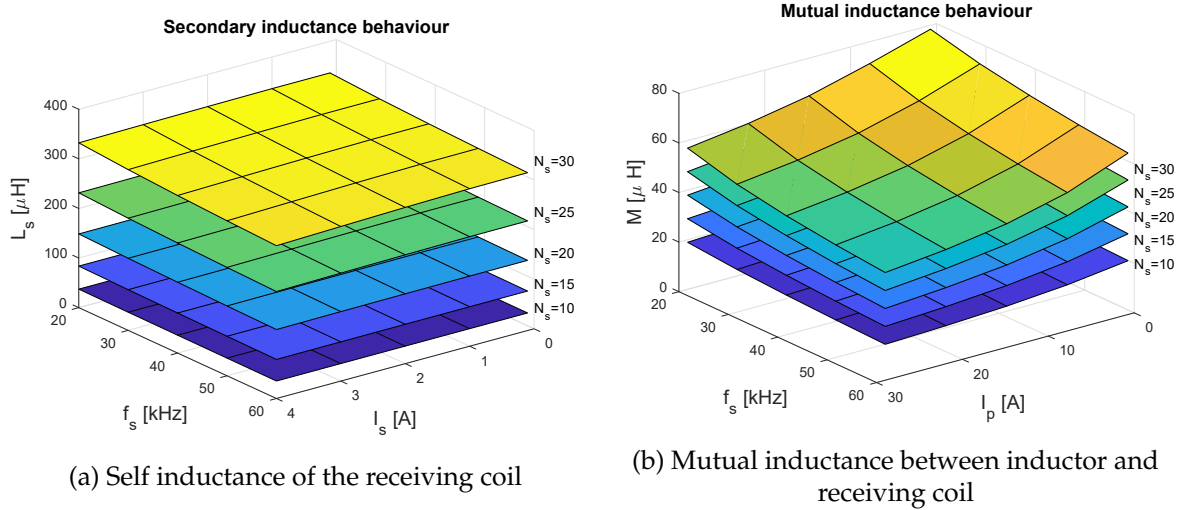 Secondary inductance behaviour
L_s [μH]
400
300
200
100
0
20
30
40
50
60
f_s [kHz]
4
3
2
1
0
I_s [A]
N_s=30
N_s=25
N_s=20
N_s=15
N_s=10
(a) Self inductance of the receiving coil
Mutual inductance behaviour
M [μ H]
80
60
40
20
0
20
30
40
50
60
f_s [kHz]
30
20
10
0
I_p [A]
N_s=30
N_s=25
N_s=20
N_s=15
N_s=10
(b) Mutual inductance between inductor and
receiving coil